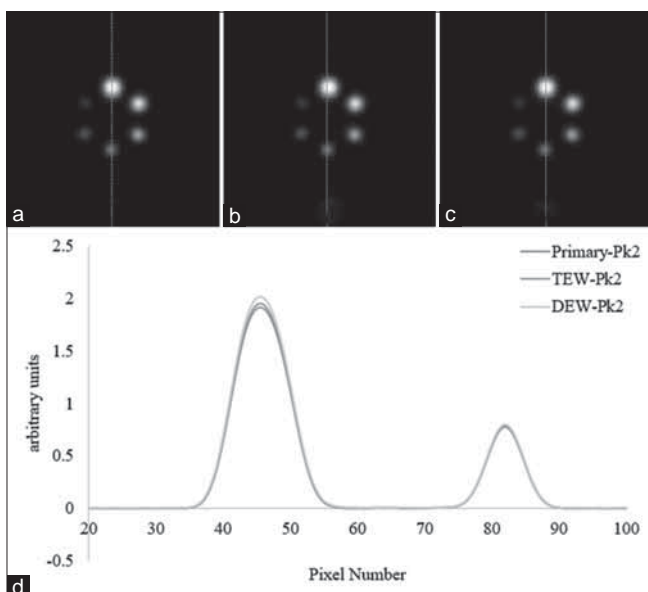 a
b
c
2.5
2
1.5
1
0.5
0
-0.5
arbitrary units
Primary-Pk2
TEW-Pk2
DEW-Pk2
20 30 40 50 60 70 80 90 100
Pixel Number
d